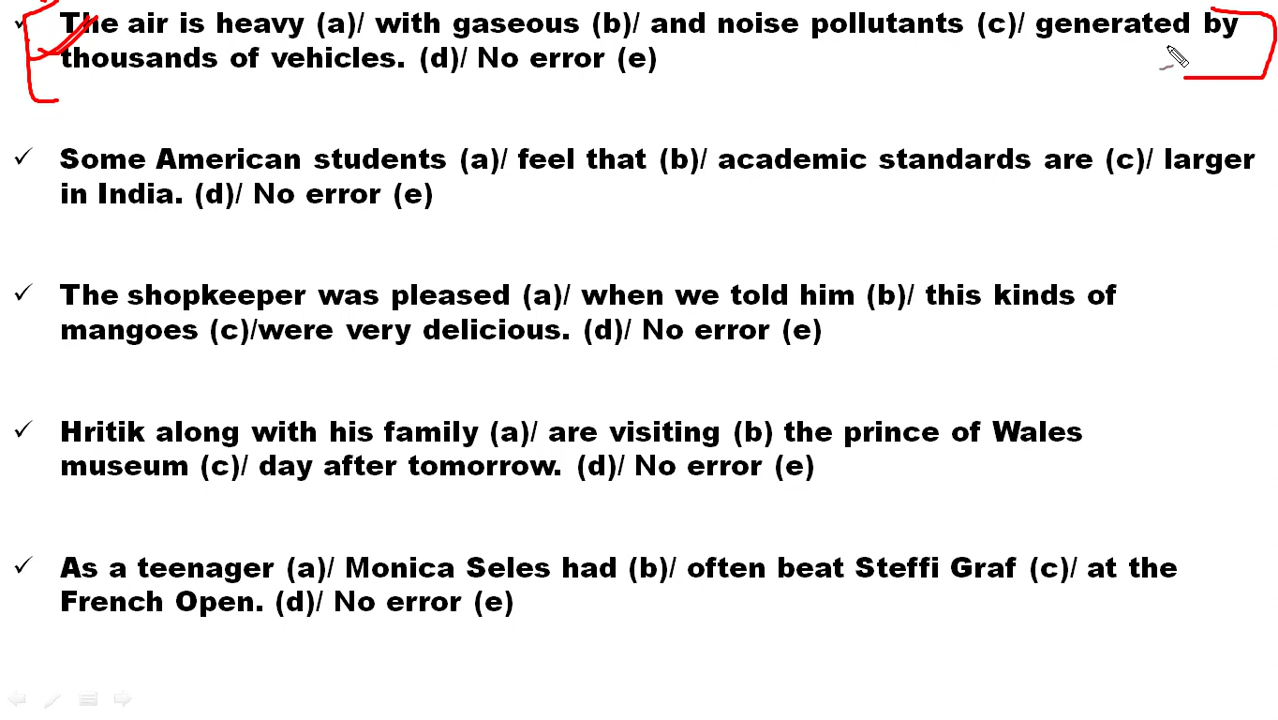 The air is heavy (a)/ with gaseous (b)/ and noise pollutants (c)/ generated by
thousands of vehicles. (d)/ No error (e)
Some American students (a)/ feel that (b)/ academic standards are (c)/ larger
in India. (d)/ No error (e)
The shopkeeper was pleased (a)/ when we told him (b)/ this kinds of
mangoes (c)/were very delicious. (d)/ No error (e)
Hritik along with his family (a)/ are visiting (b) the prince of Wales
museum (c)/ day after tomorrow. (d)/ No error (e)
As a teenager (a)/ Monica Seles had (b)/ often beat Steffi Graf (c)/ at the
French Open. (d)/ No error (e)